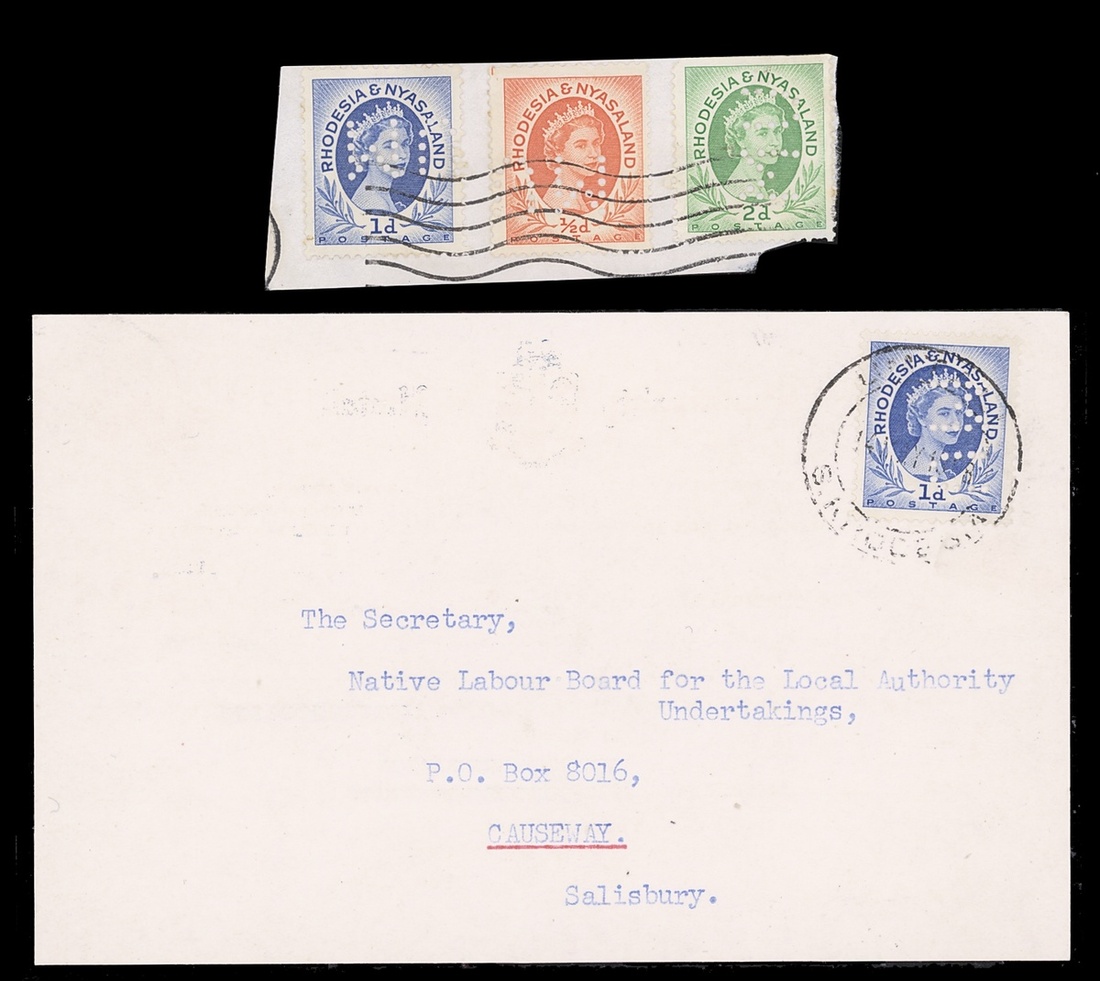 RHODESIA & NYASALAND
1d
POSTAGE
RHODESIA & NYASALAND
½d
POSTAGE
RHODESIA & NYASALAND
2d
POSTAGE
RHODESIA & NYASALAND
1d
POSTAGE
The Secretary,
Native Labour Board for the Local Authority
Undertakings,
P.O. Box 8016,
CAUSEWAY.
Salisbury.